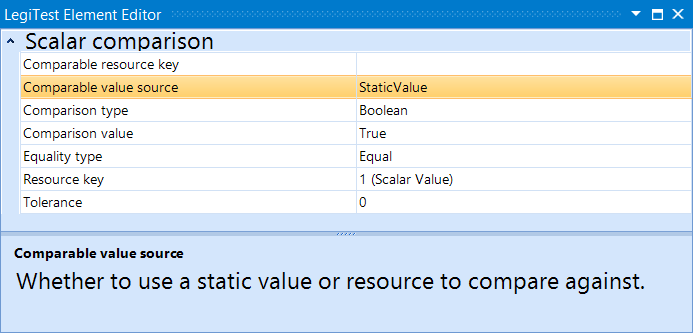 LegiTest Element Editor
Scalar comparison
Comparable resource key
Comparable value source StaticValue
Comparison type Boolean
Comparison value True
Equality type Equal
Resource key 1 (Scalar Value)
Tolerance 0
Comparable value source
Whether to use a static value or resource to compare against.